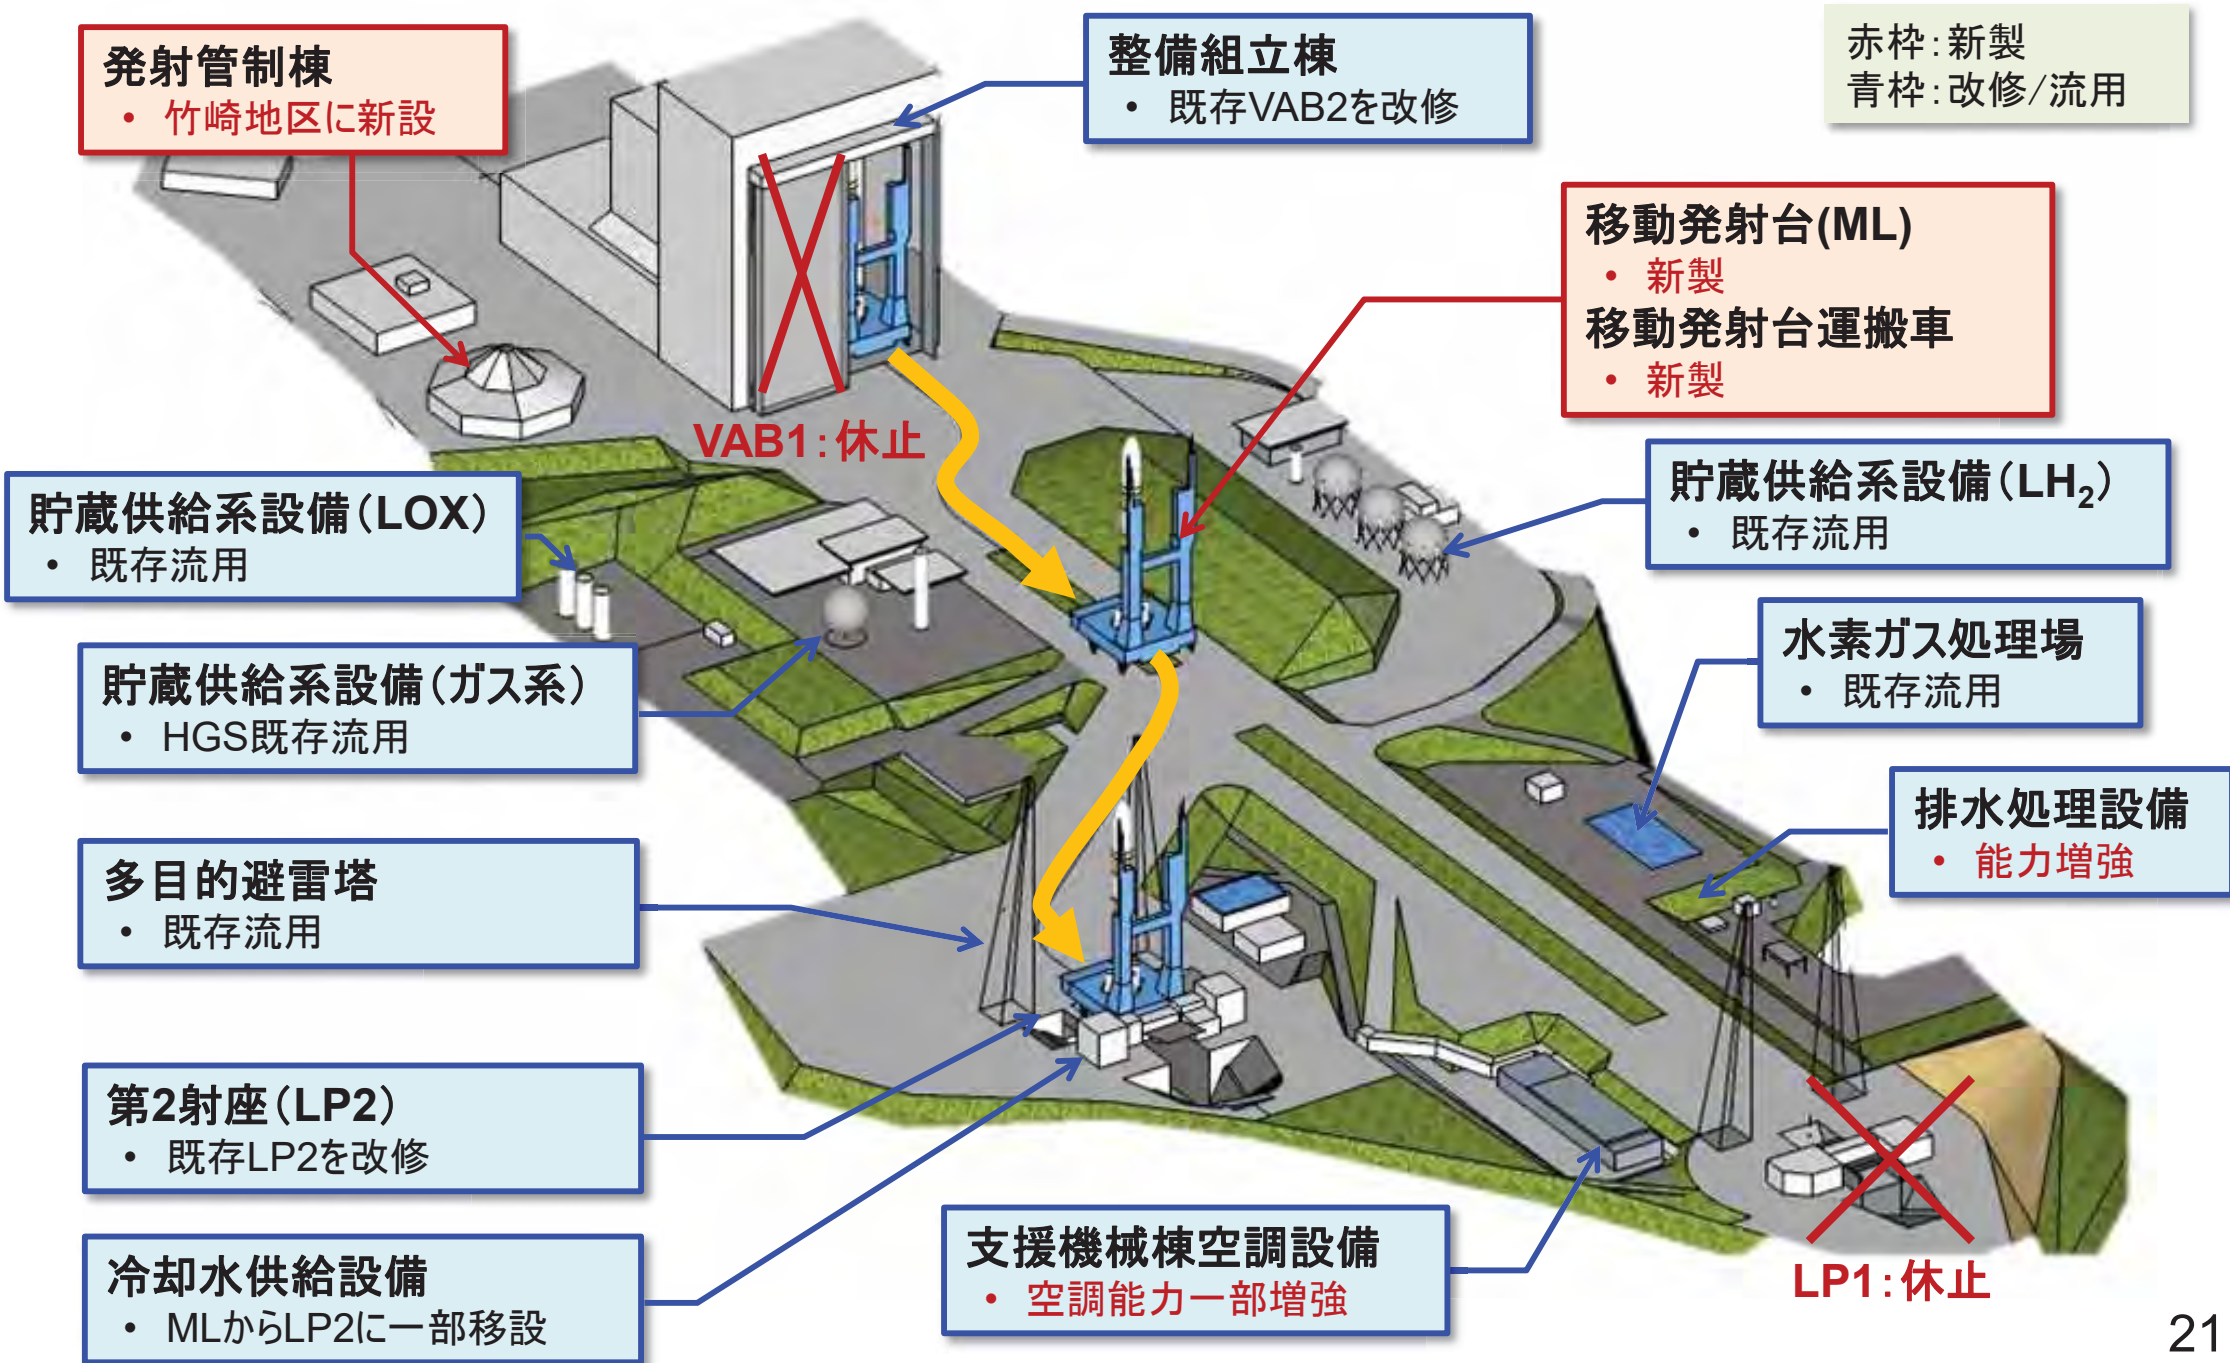 発射管制棟
• 竹崎地区に新設
整備組立棟
• 既存VAB2を改修
赤枠：新製
青枠：改修/流用
移動発射台(ML)
• 新製
移動発射台運搬車
• 新製
VAB1：休止
貯蔵供給系設備（LOX）
• 既存流用
貯蔵供給系設備（LH₂）
• 既存流用
水素ガス処理場
• 既存流用
貯蔵供給系設備（ガス系）
• HGS既存流用
排水処理設備
• 能力増強
多目的避雷塔
• 既存流用
第2射座（LP2）
• 既存LP2を改修
冷却水供給設備
• MLからLP2に一部移設
支援機械棟空調設備
• 空調能力一部増強
LP1：休止
21